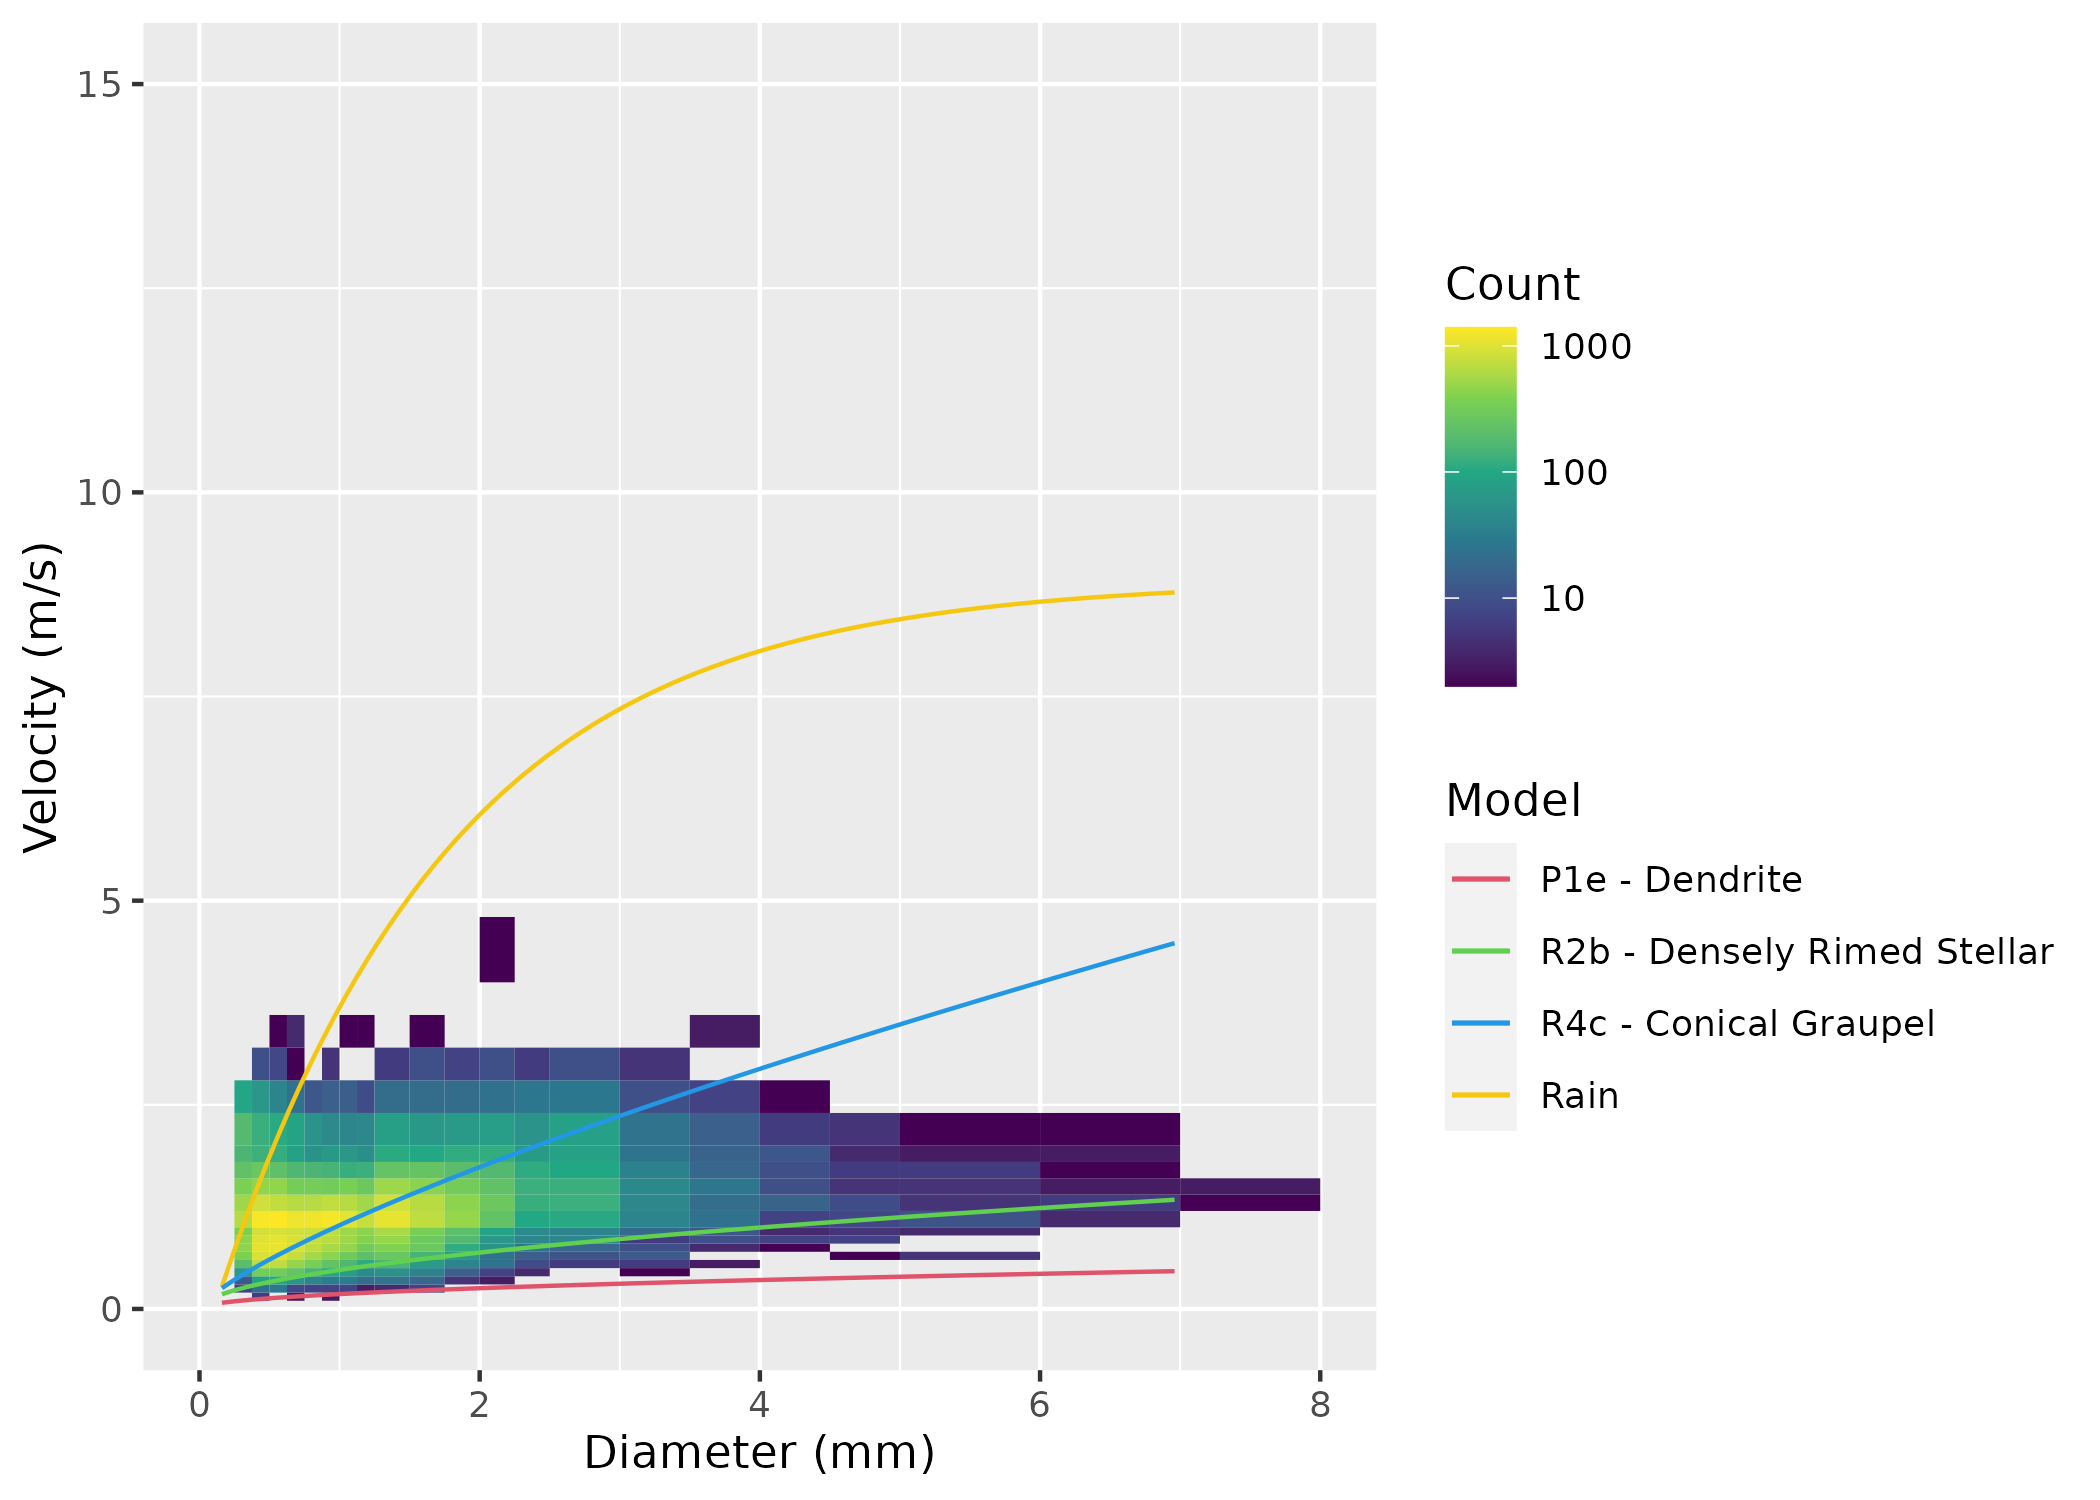 15
10
5
0
0 2 4 6 8
Diameter (mm)
Velocity (m/s)
Count
1000
100
10
Model
P1e - Dendrite
R2b - Densely Rimed Stellar
R4c - Conical Graupel
Rain